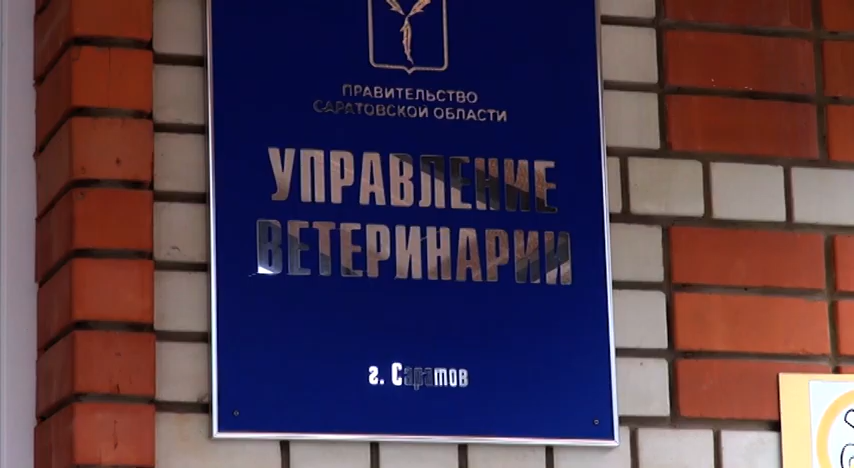 ПРАВИТЕЛЬСТВО
САРАТОВСКОЙ ОБЛАСТИ
УПРАВЛЕНИЕ
ВЕТЕРИНАРИИ
г. Саратов